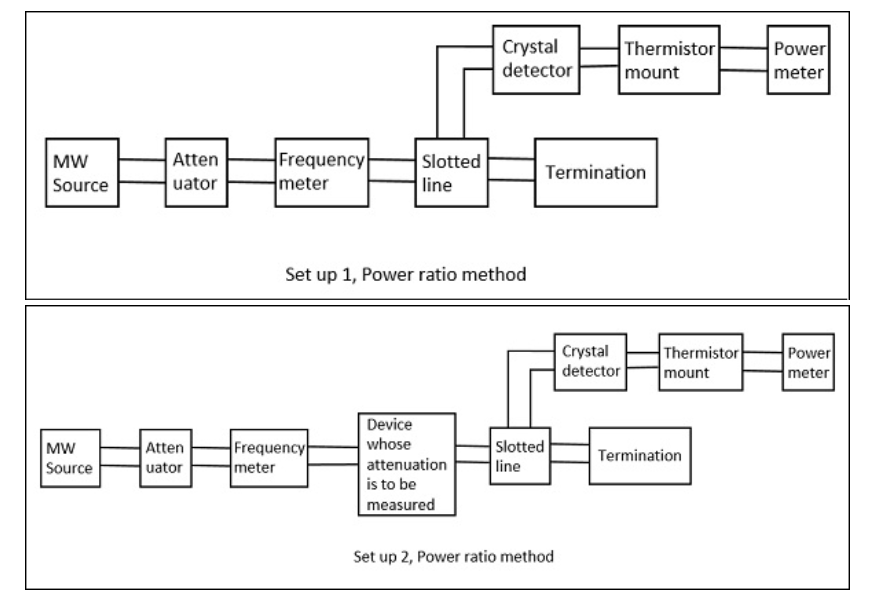 Crystal
detector
Thermistor
mount
Power
meter
MW
Source
Atten
uator
Frequency
meter
Slotted
line
Termination
Set up 1, Power ratio method
Crystal
detector
Thermistor
mount
Power
meter
MW
Source
Atten
uator
Frequency
meter
Device
whose
attenuation
is to be
measured
Slotted
line
Termination
Set up 2, Power ratio method